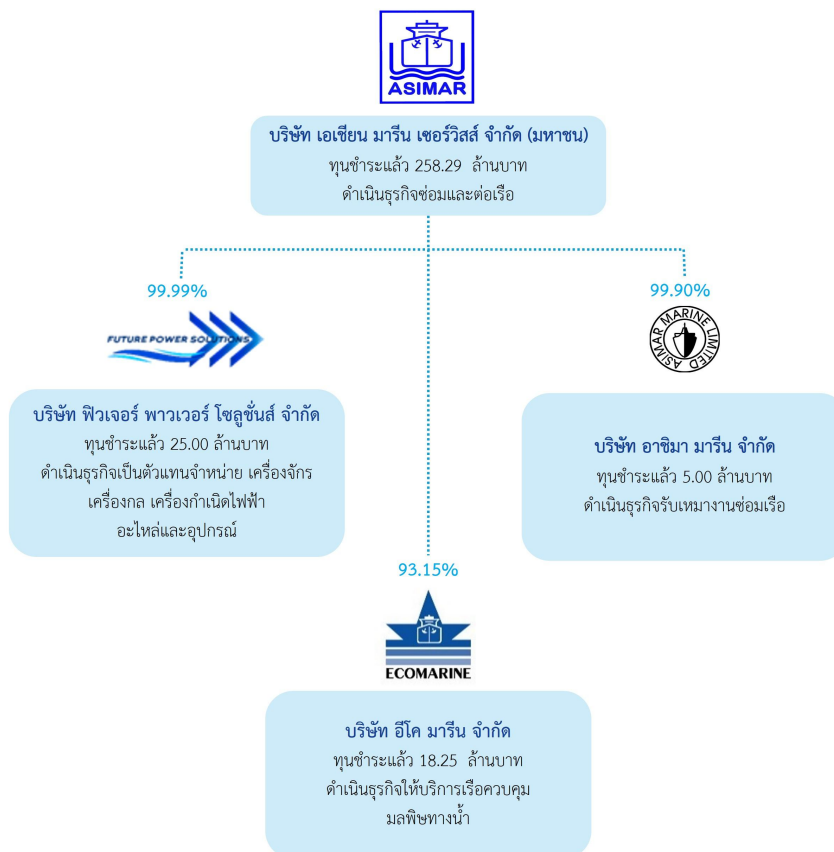 ASIMAR
บริษัท เอเชียน มารีน เซอร์วิสส์ จำกัด (มหาชน)
ทุนชำระแล้ว 258.29 ล้านบาท
ดำเนินธุรกิจซ่อมและต่อเรือ
99.99%
FUTURE POWER SOLUTIONS
บริษัท ฟิวเจอร์ พาวเวอร์ โซลูชั่นส์ จำกัด
ทุนชำระแล้ว 25.00 ล้านบาท
ดำเนินธุรกิจเป็นตัวแทนจำหน่าย เครื่องจักร
เครื่องกล เครื่องกำเนิดไฟฟ้า
อะไหล่และอุปกรณ์
99.90%
ASIMAR MARINE LIMITED
บริษัท อาชิมา มารีน จำกัด
ทุนชำระแล้ว 5.00 ล้านบาท
ดำเนินธุรกิจรับเหมางานซ่อมเรือ
93.15%
ECOMARINE
บริษัท อีโค มารีน จำกัด
ทุนชำระแล้ว 18.25 ล้านบาท
ดำเนินธุรกิจให้บริการเรือควบคุม
มลพิษทางน้ำ